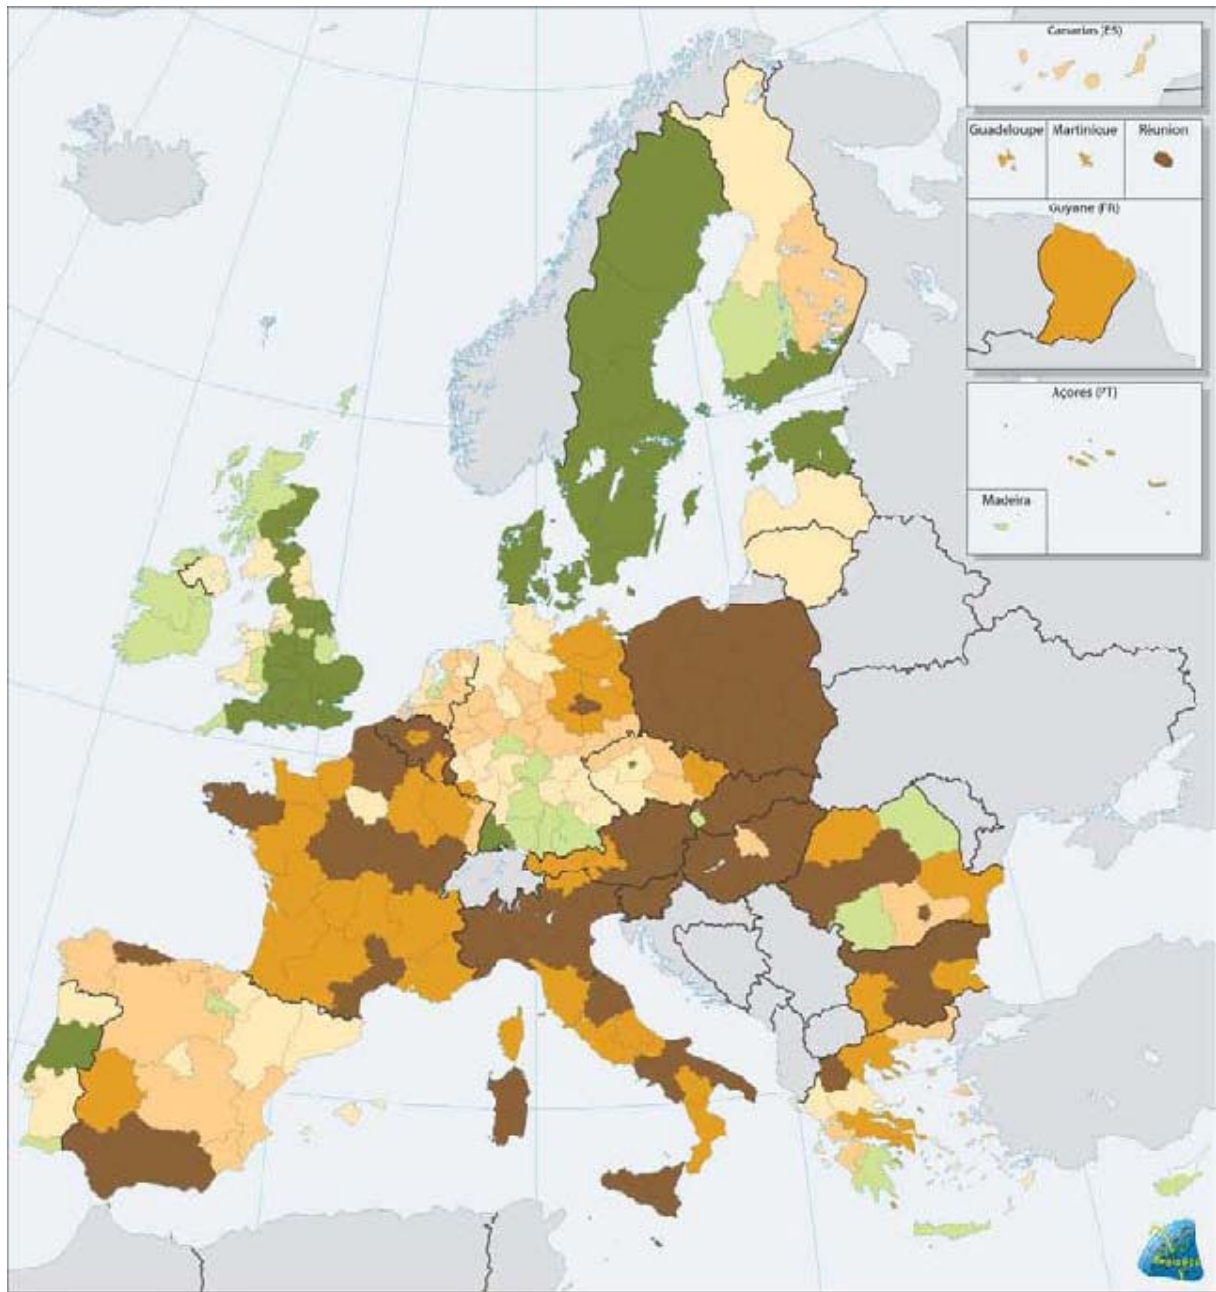 Canarias (ES)
Guadeloupe
Martinique
Réunion
Guyane (FR)
Açores (PT)
Madeira